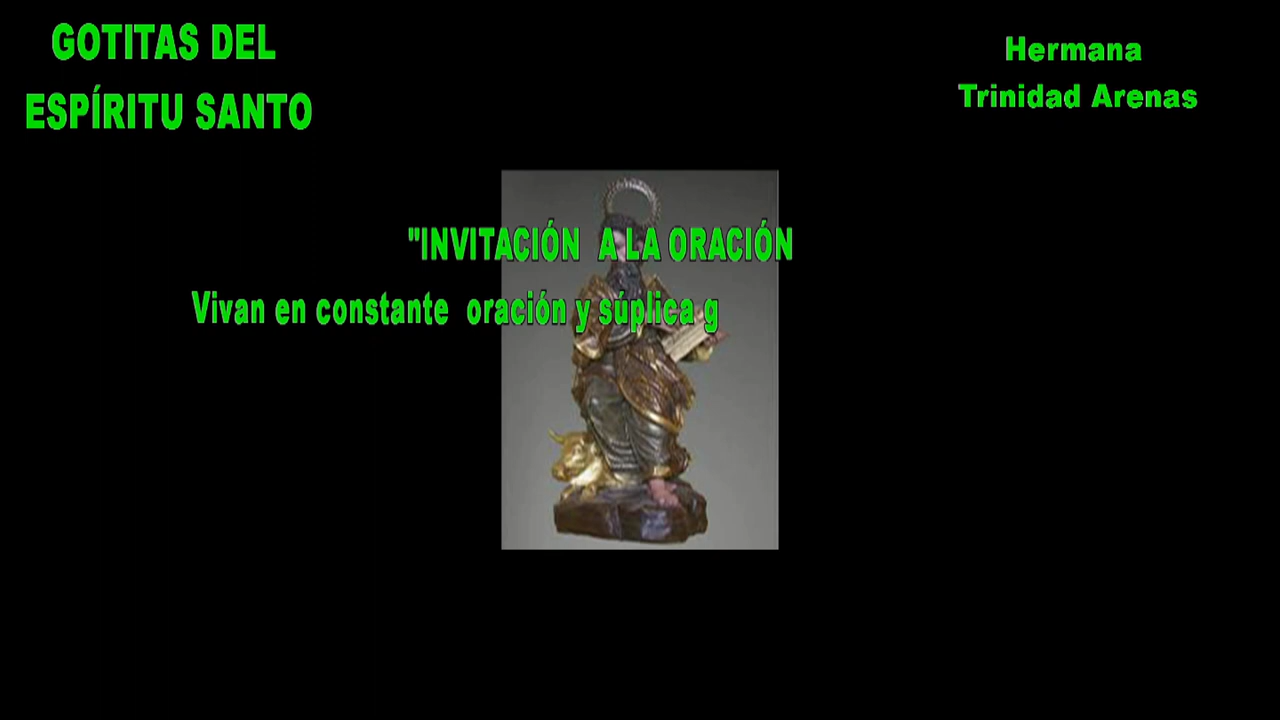 GOTITAS DEL
ESPÍRITU SANTO
Hermana
Trinidad Arenas
"INVITACIÓN A LA ORACIÓN
Vivan en constante oración y súplica g